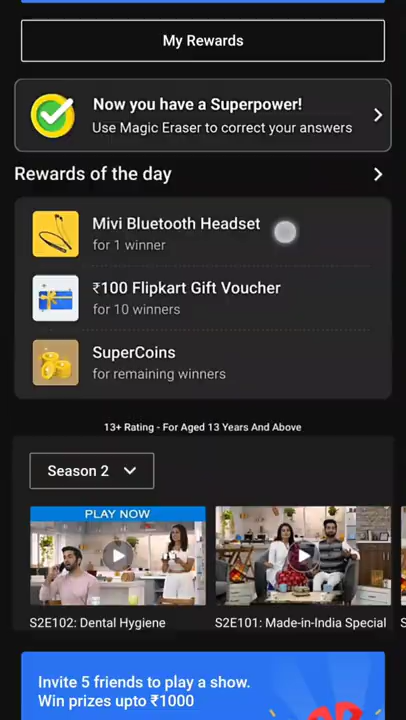 My Rewards
Now you have a Superpower!
Use Magic Eraser to correct your answers
Rewards of the day
Mivi Bluetooth Headset
for 1 winner
₹100 Flipkart Gift Voucher
for 10 winners
SuperCoins
for remaining winners
13+ Rating - For Aged 13 Years And Above
Season 2
PLAY NOW
S2E102: Dental Hygiene
S2E101: Made-in-India Special
Invite 5 friends to play a show.
Win prizes upto ₹1000